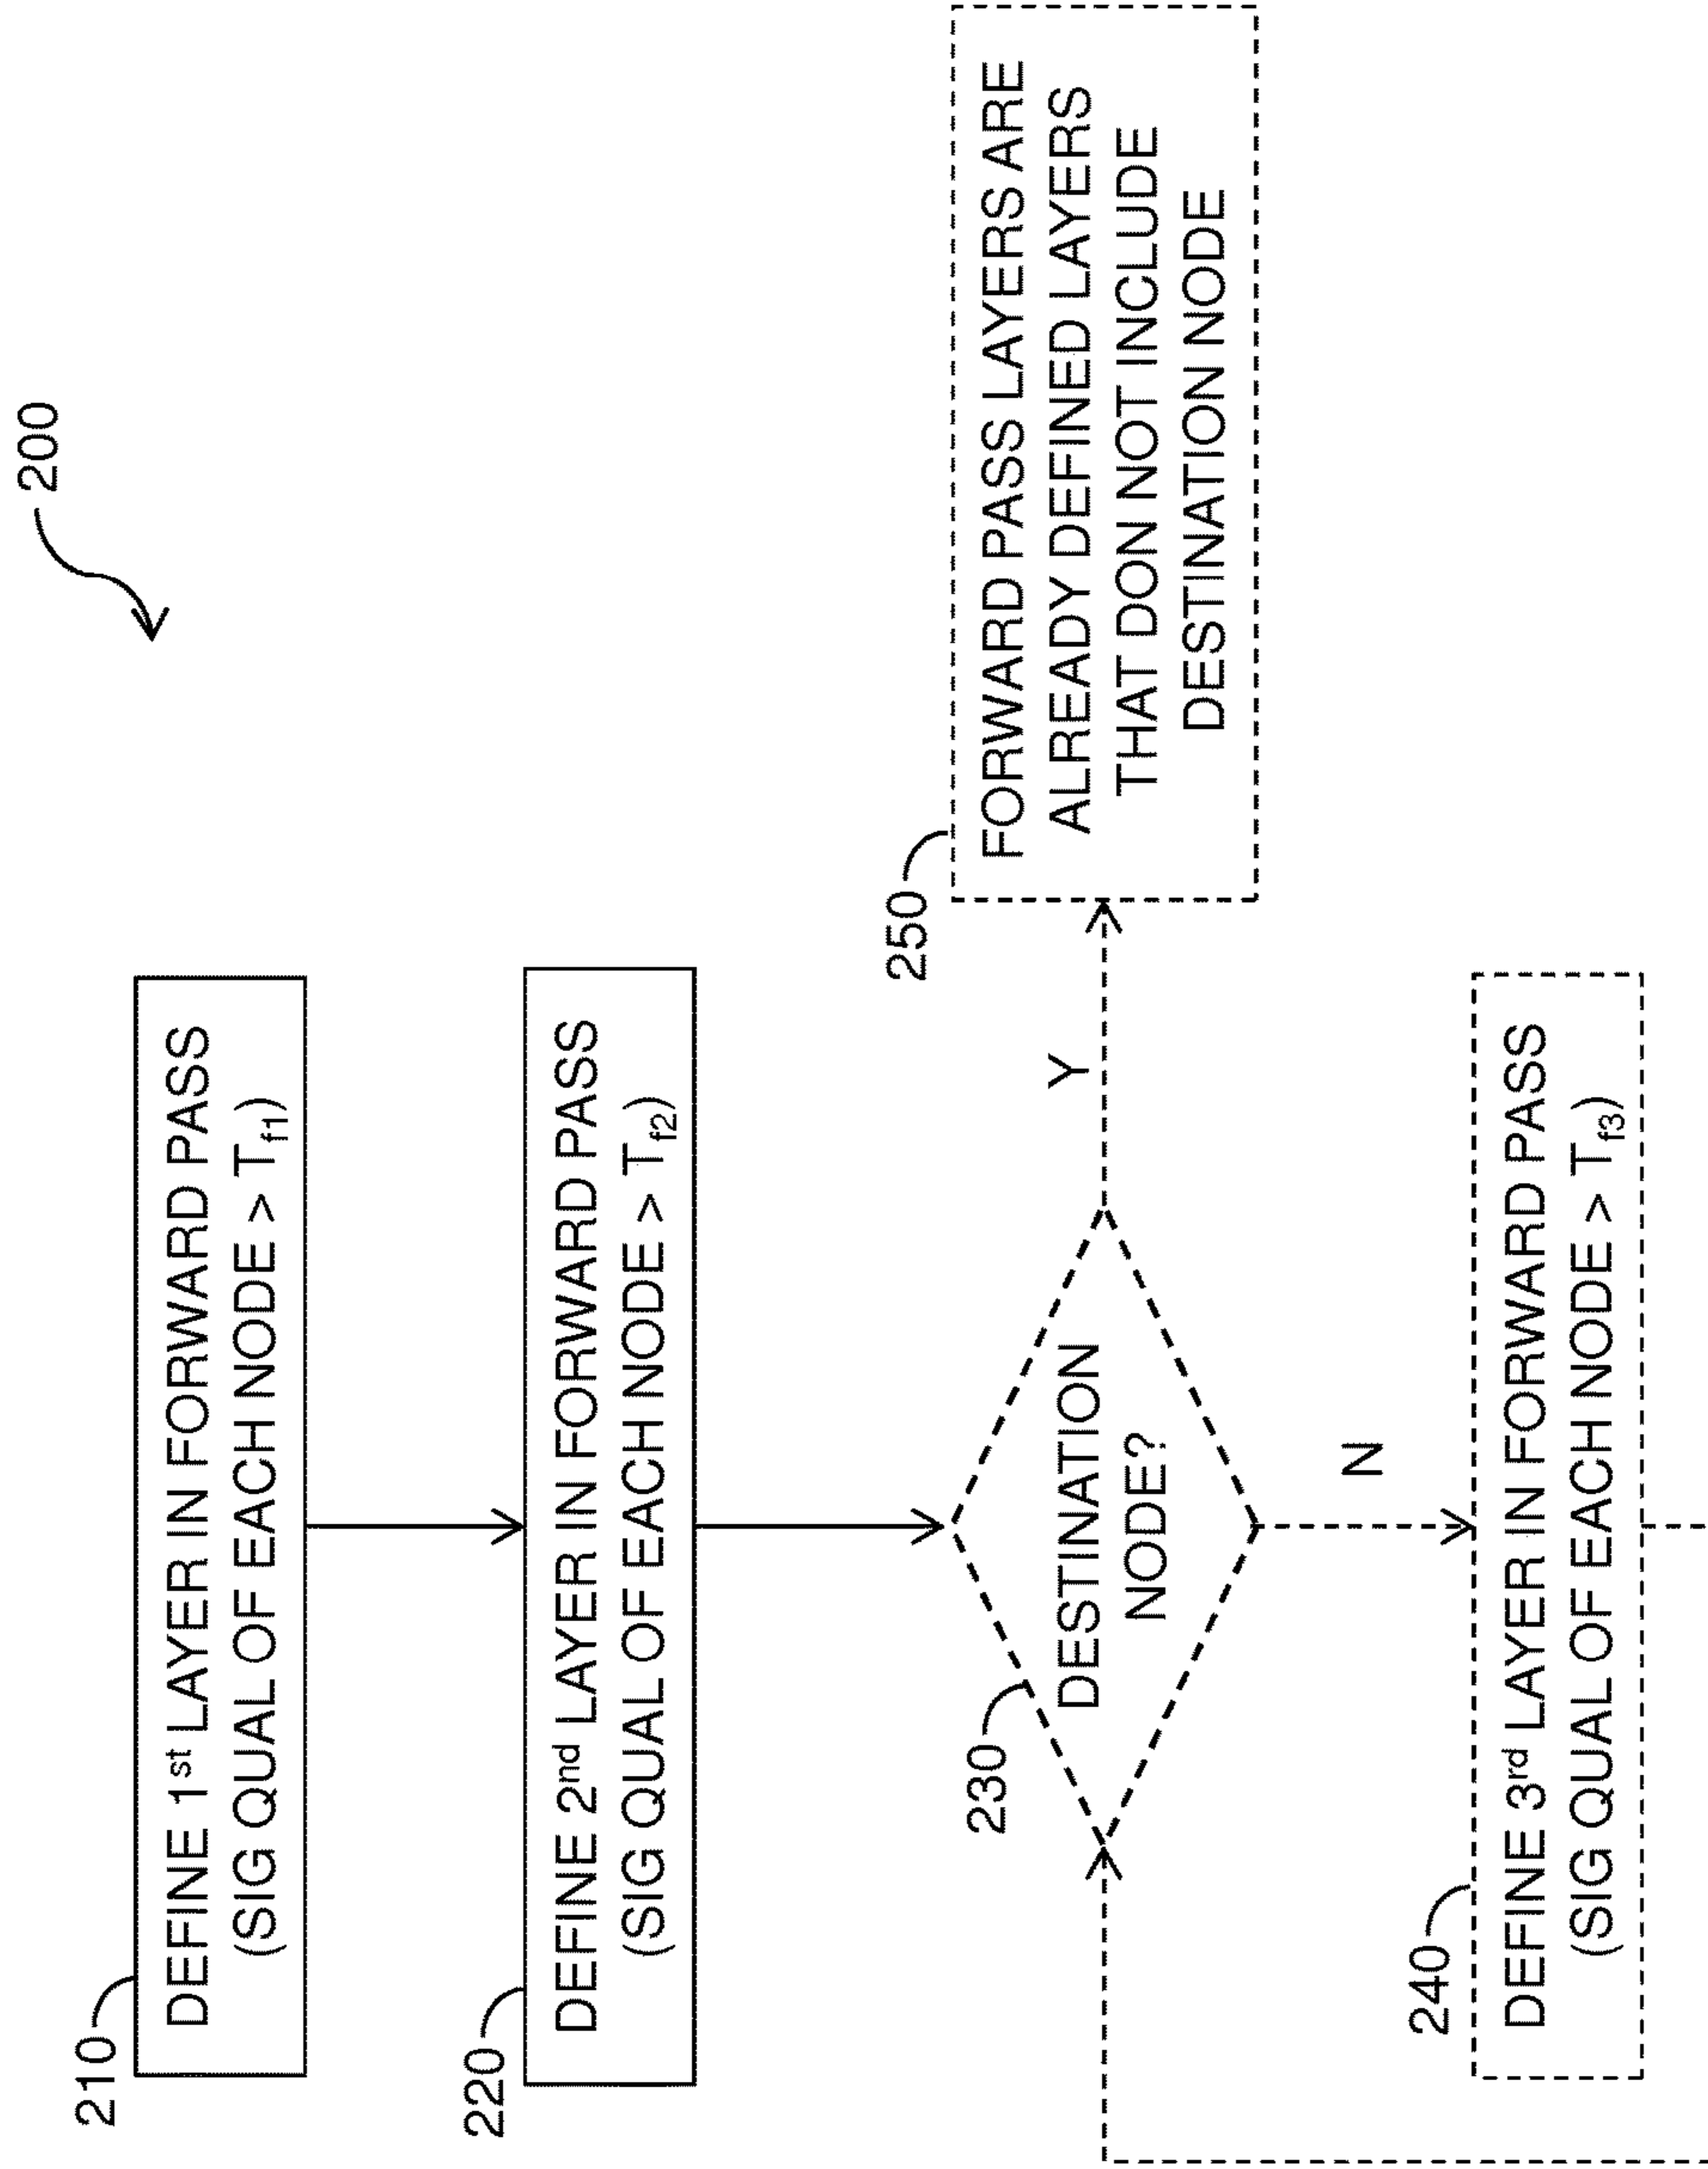 200
210
DEFINE 1st LAYER IN FORWARD PASS
(SIG QUAL OF EACH NODE > Tf1)
220
DEFINE 2nd LAYER IN FORWARD PASS
(SIG QUAL OF EACH NODE > Tf2)
230
DESTINATION
NODE?
Y
250
FORWARD PASS LAYERS ARE
ALREADY DEFINED LAYERS
THAT DON NOT INCLUDE
DESTINATION NODE
N
240
DEFINE 3rd LAYER IN FORWARD PASS
(SIG QUAL OF EACH NODE > Tf3)